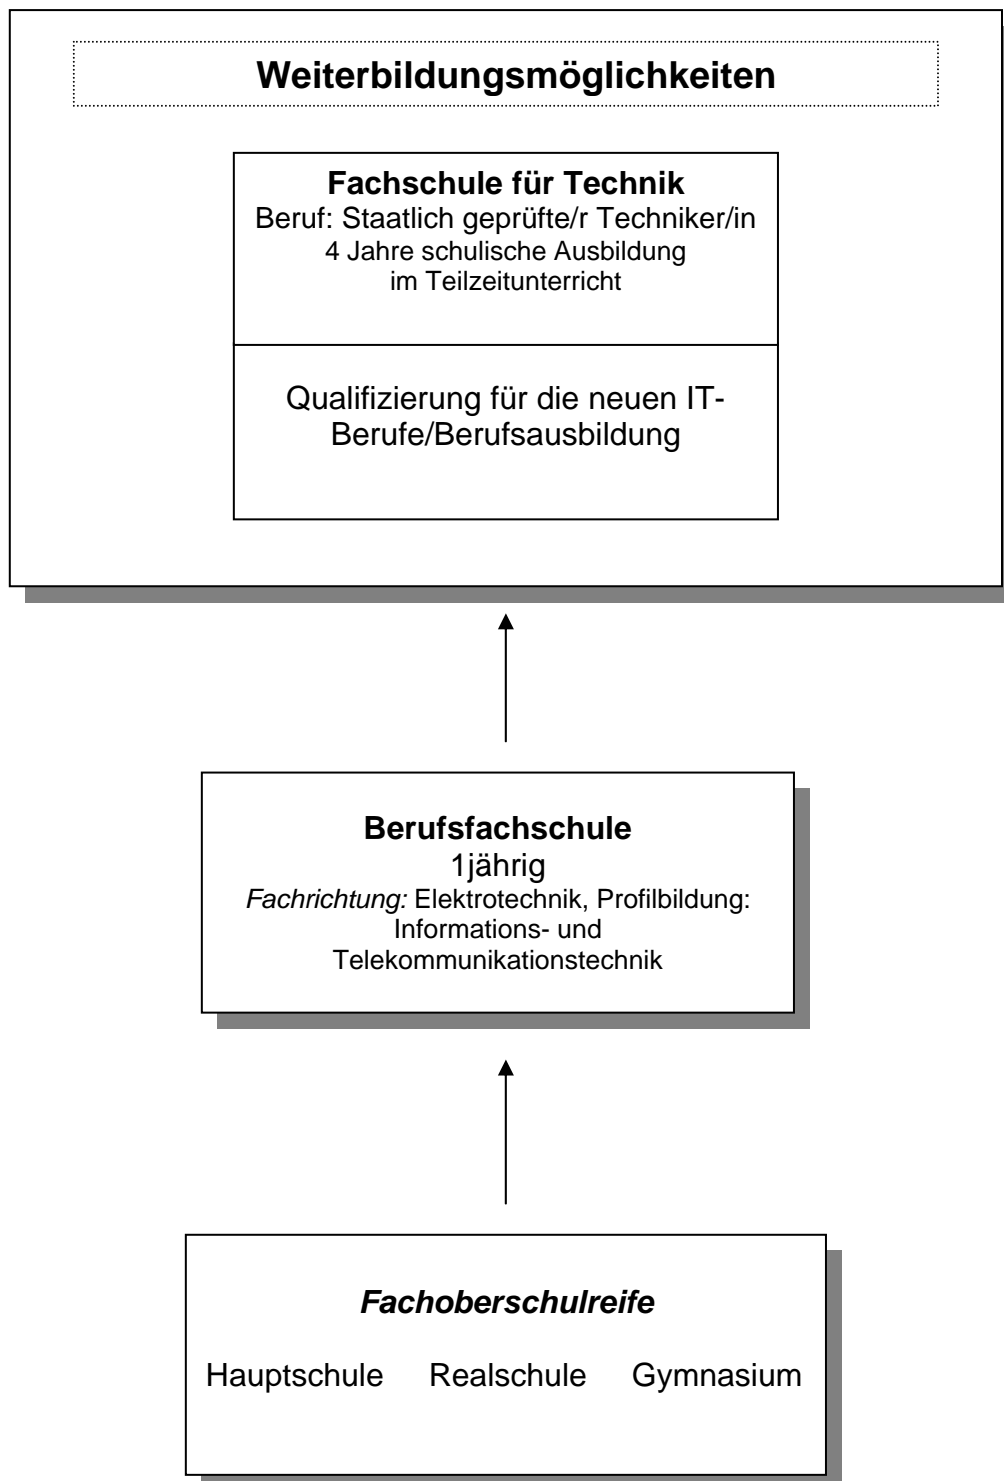 Weiterbildungsmöglichkeiten
Fachschule für Technik
Beruf: Staatlich geprüfte/r Techniker/in
4 Jahre schulische Ausbildung
im Teilzeitunterricht
Qualifizierung für die neuen IT-
Berufe/Berufsausbildung
Berufsfachschule
1jährig
Fachrichtung: Elektrotechnik, Profilbildung:
Informations- und
Telekommunikationstechnik
Fachoberschulreife
Hauptschule Realschule Gymnasium